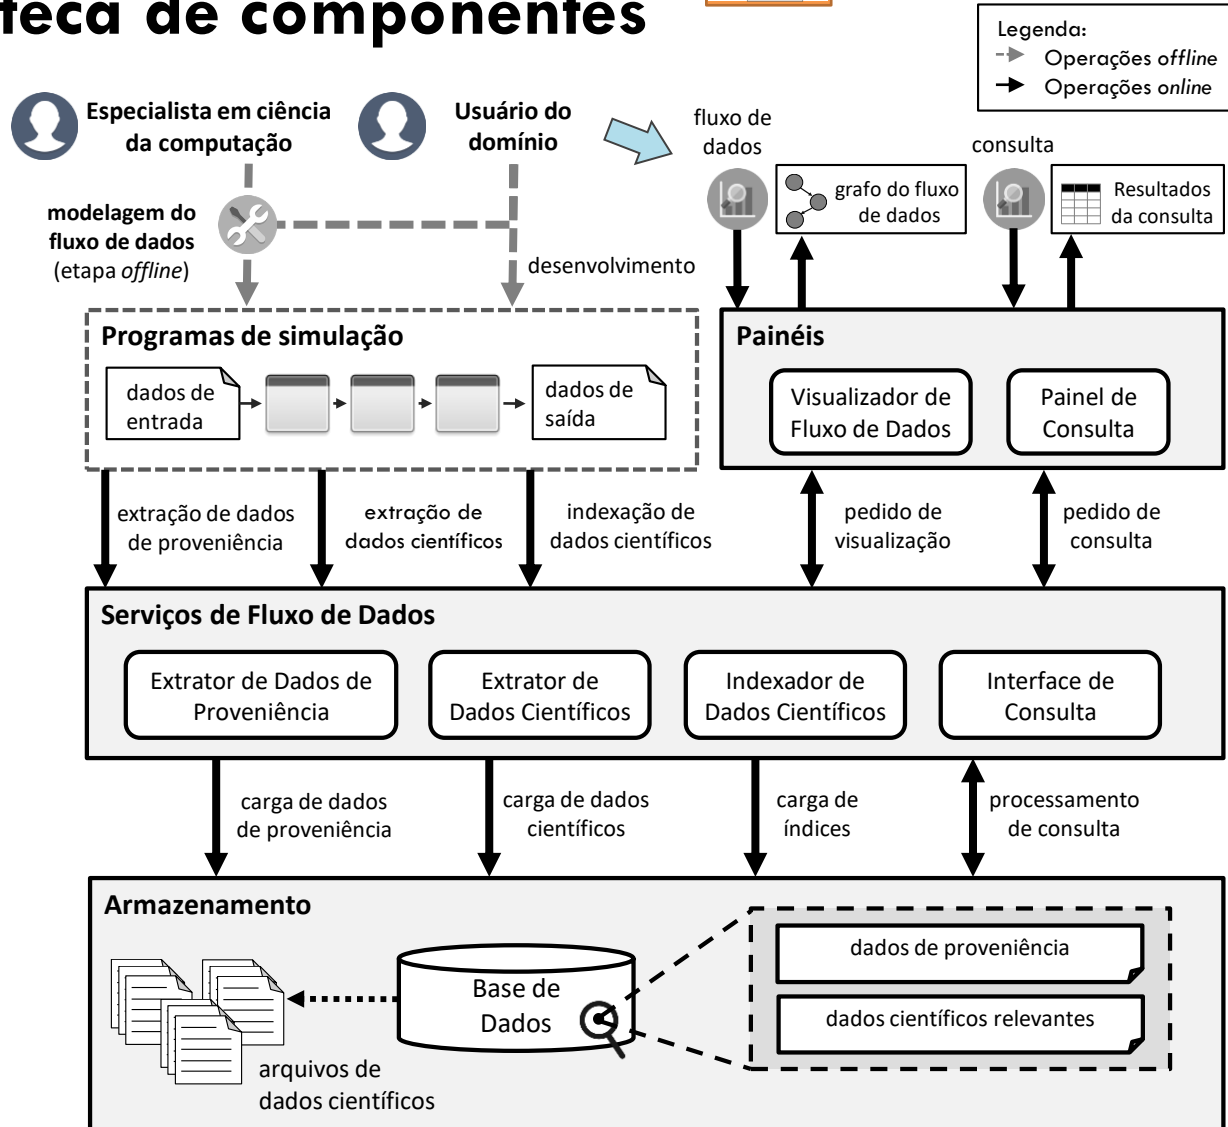 teca de componentes
Legenda:
Operações offline
Operações online
Especialista em ciência
da computação
Usuário do
domínio
fluxo de
dados
consulta
grafo do fluxo
de dados
Resultados
da consulta
modelagem do
fluxo de dados
(etapa offline)
desenvolvimento
Programas de simulação
dados de
entrada
dados de
saída
Painéis
Visualizador de
Fluxo de Dados
Painel de
Consulta
extração de dados
de proveniência
extração de
dados científicos
indexação de
dados científicos
pedido de
visualização
pedido de
consulta
Serviços de Fluxo de Dados
Extrator de Dados de
Proveniência
Extrator de
Dados Científicos
Indexador de
Dados Científicos
Interface de
Consulta
carga de dados
de proveniência
carga de dados
científicos
carga de
índices
processamento
de consulta
Armazenamento
Base de
Dados
dados de proveniência
dados científicos relevantes
arquivos de
dados científicos